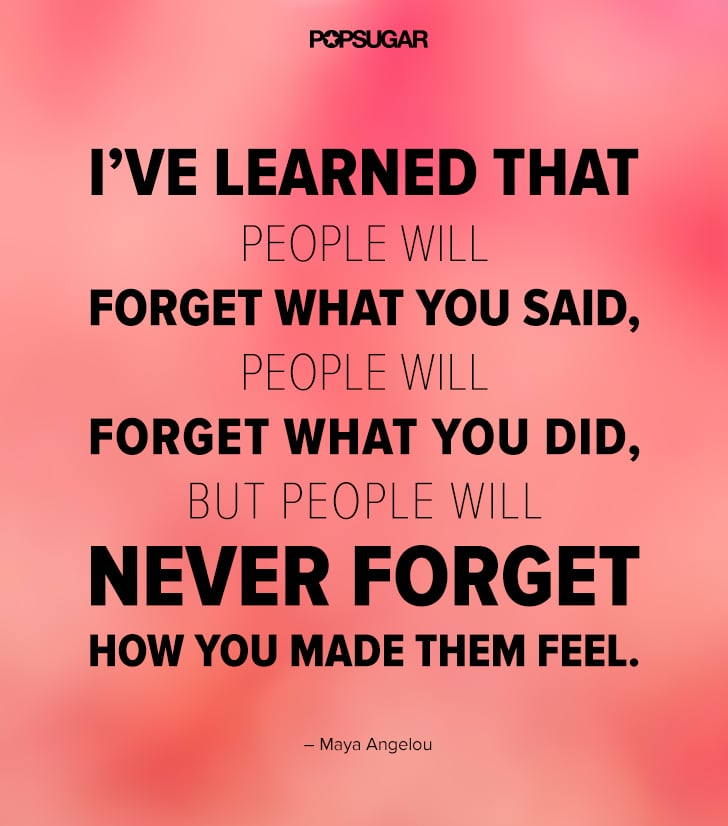 POPSUGAR
I'VE LEARNED THAT
PEOPLE WILL
FORGET WHAT YOU SAID,
PEOPLE WILL
FORGET WHAT YOU DID,
BUT PEOPLE WILL
NEVER FORGET
HOW YOU MADE THEM FEEL.
– Maya Angelou